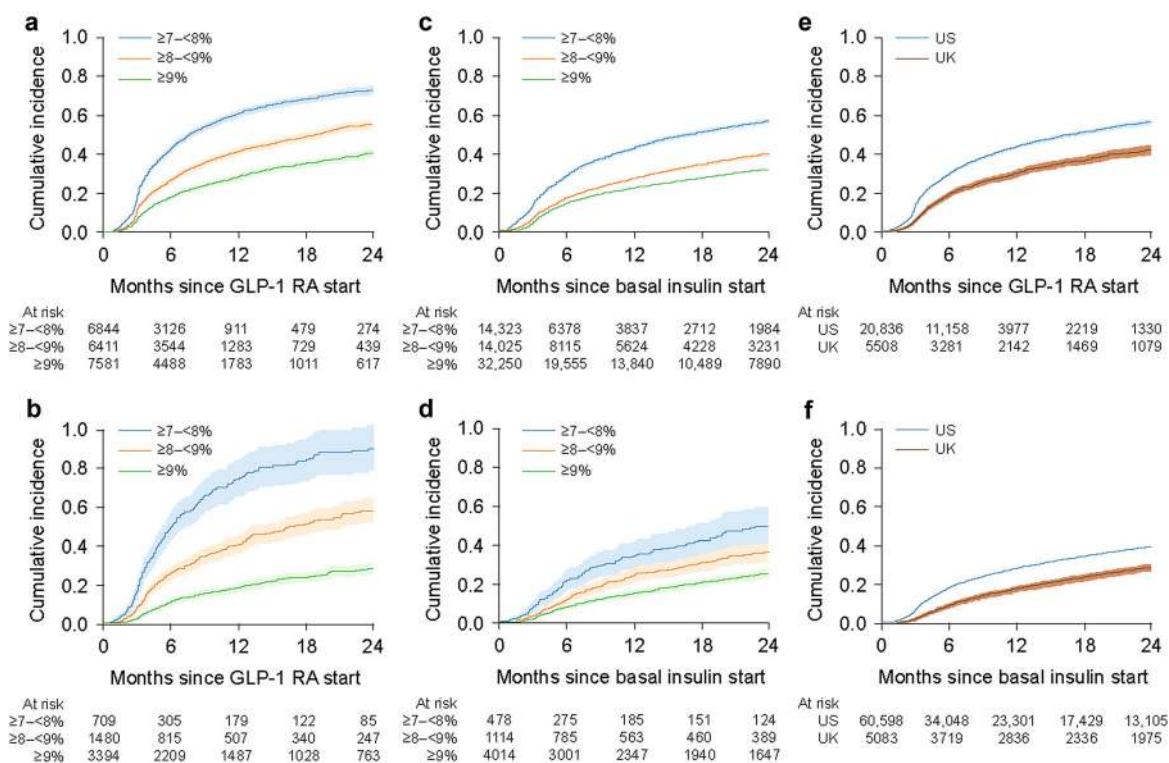 a
≥7–<8%
≥8–<9%
≥9%
Cumulative incidence
1.0
0.8
0.6
0.4
0.2
0.0
0 6 12 18 24
Months since GLP-1 RA start
At risk
≥7–<8% 6844 3126 911 479 274
≥8–<9% 6411 3544 1283 729 439
≥9% 7581 4488 1783 1011 617
c
≥7–<8%
≥8–<9%
≥9%
Cumulative incidence
1.0
0.8
0.6
0.4
0.2
0.0
0 6 12 18 24
Months since basal insulin start
At risk
≥7–<8% 14,323 6378 3837 2712 1984
≥8–<9% 14,025 8115 5624 4228 3231
≥9% 32,250 19,555 13,840 10,489 7890
e
US
UK
Cumulative incidence
1.0
0.8
0.6
0.4
0.2
0.0
0 6 12 18 24
Months since GLP-1 RA start
At risk
US 20,836 11,158 3977 2219 1330
UK 5508 3281 2142 1469 1079
b
≥7–<8%
≥8–<9%
≥9%
Cumulative incidence
1.0
0.8
0.6
0.4
0.2
0.0
0 6 12 18 24
Months since GLP-1 RA start
At risk
≥7–<8% 709 305 179 122 85
≥8–<9% 1480 815 507 340 247
≥9% 3394 2209 1487 1028 763
d
≥7–<8%
≥8–<9%
≥9%
Cumulative incidence
1.0
0.8
0.6
0.4
0.2
0.0
0 6 12 18 24
Months since basal insulin start
At risk
≥7–<8% 478 275 185 151 124
≥8–<9% 1114 785 563 460 389
≥9% 4014 3001 2347 1940 1647
f
US
UK
Cumulative incidence
1.0
0.8
0.6
0.4
0.2
0.0
0 6 12 18 24
Months since basal insulin start
At risk
US 60,598 34,048 23,301 17,429 13,105
UK 5083 3719 2836 2336 1975